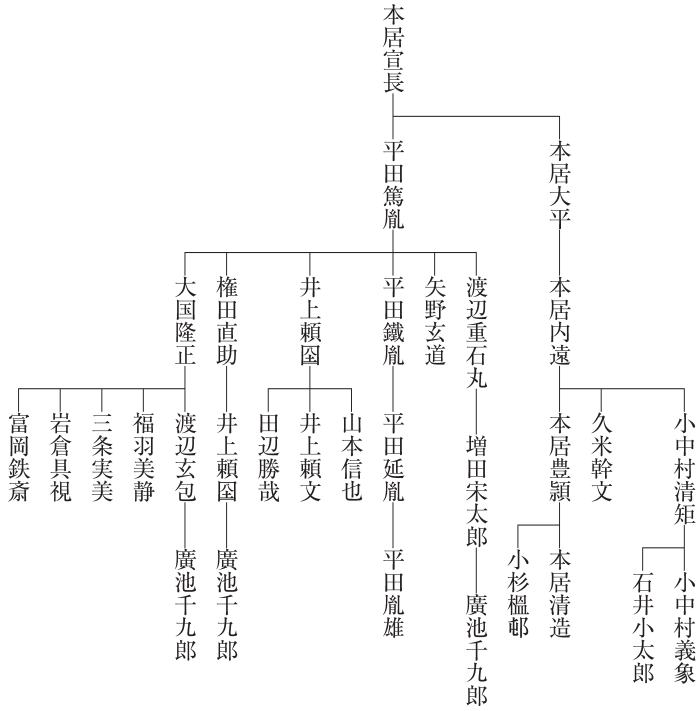 本居宣長
本居大平
平田篤胤
本居内遠
渡辺重石丸
矢野玄道
平田鐵胤
井上頼囶
権田直助
大国隆正
小中村清矩
久米幹文
本居豊頴
増田宋太郎
平田延胤
山本信也
井上頼文
田辺勝哉
井上頼囶
渡辺玄包
福羽美静
三条実美
岩倉具視
富岡鉄斎
小中村義象
石井小太郎
本居清造
小杉榲邨
廣池千九郎
平田胤雄
廣池千九郎
廣池千九郎